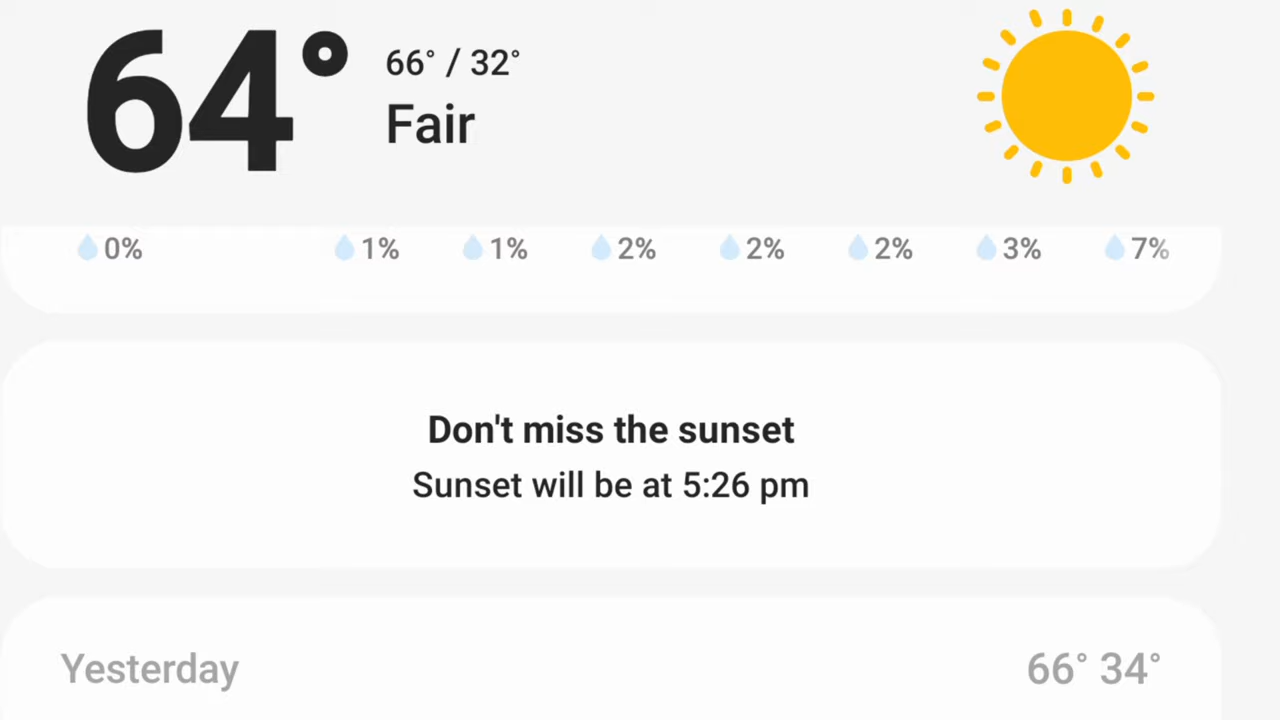 64° 66° / 32°
Fair
0% 1% 1% 2% 2% 2% 3% 7%
Don't miss the sunset
Sunset will be at 5:26 pm
Yesterday 66° 34°